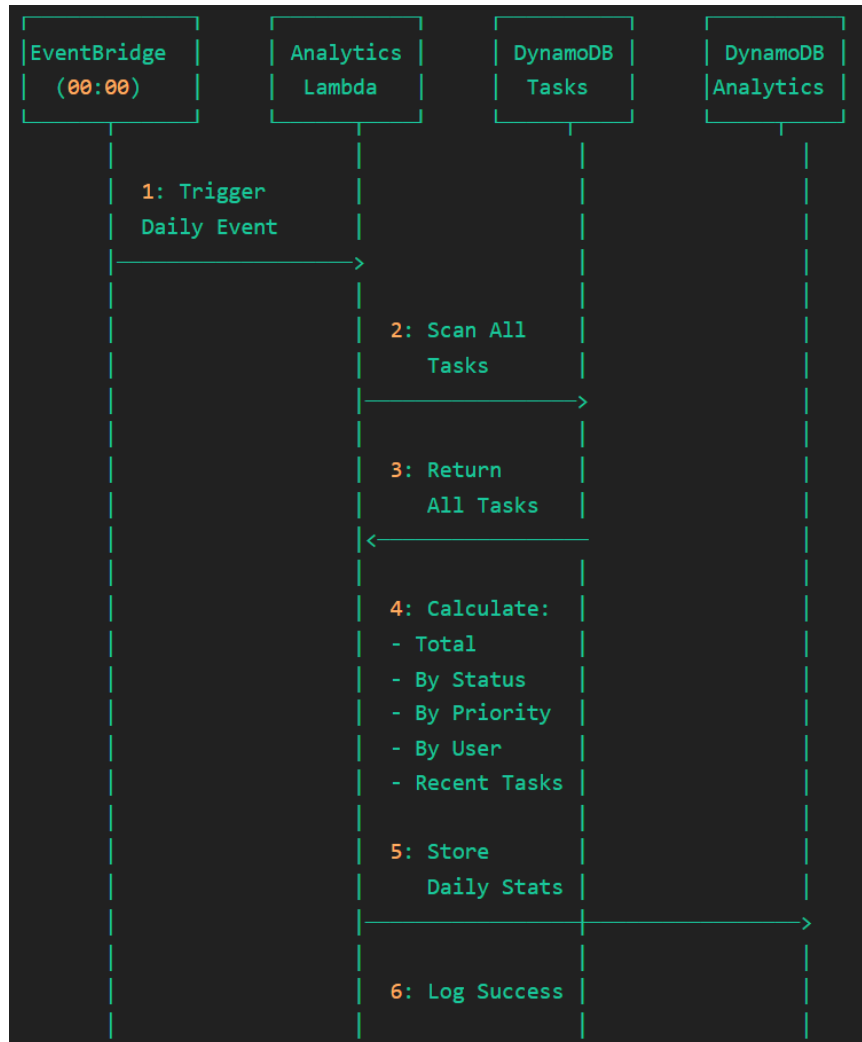 EventBridge
(00:00)
Analytics
Lambda
DynamoDB
Tasks
DynamoDB
Analytics
1: Trigger
Daily Event
2: Scan All
Tasks
3: Return
All Tasks
4: Calculate:
- Total
- By Status
- By Priority
- By User
- Recent Tasks
5: Store
Daily Stats
6: Log Success